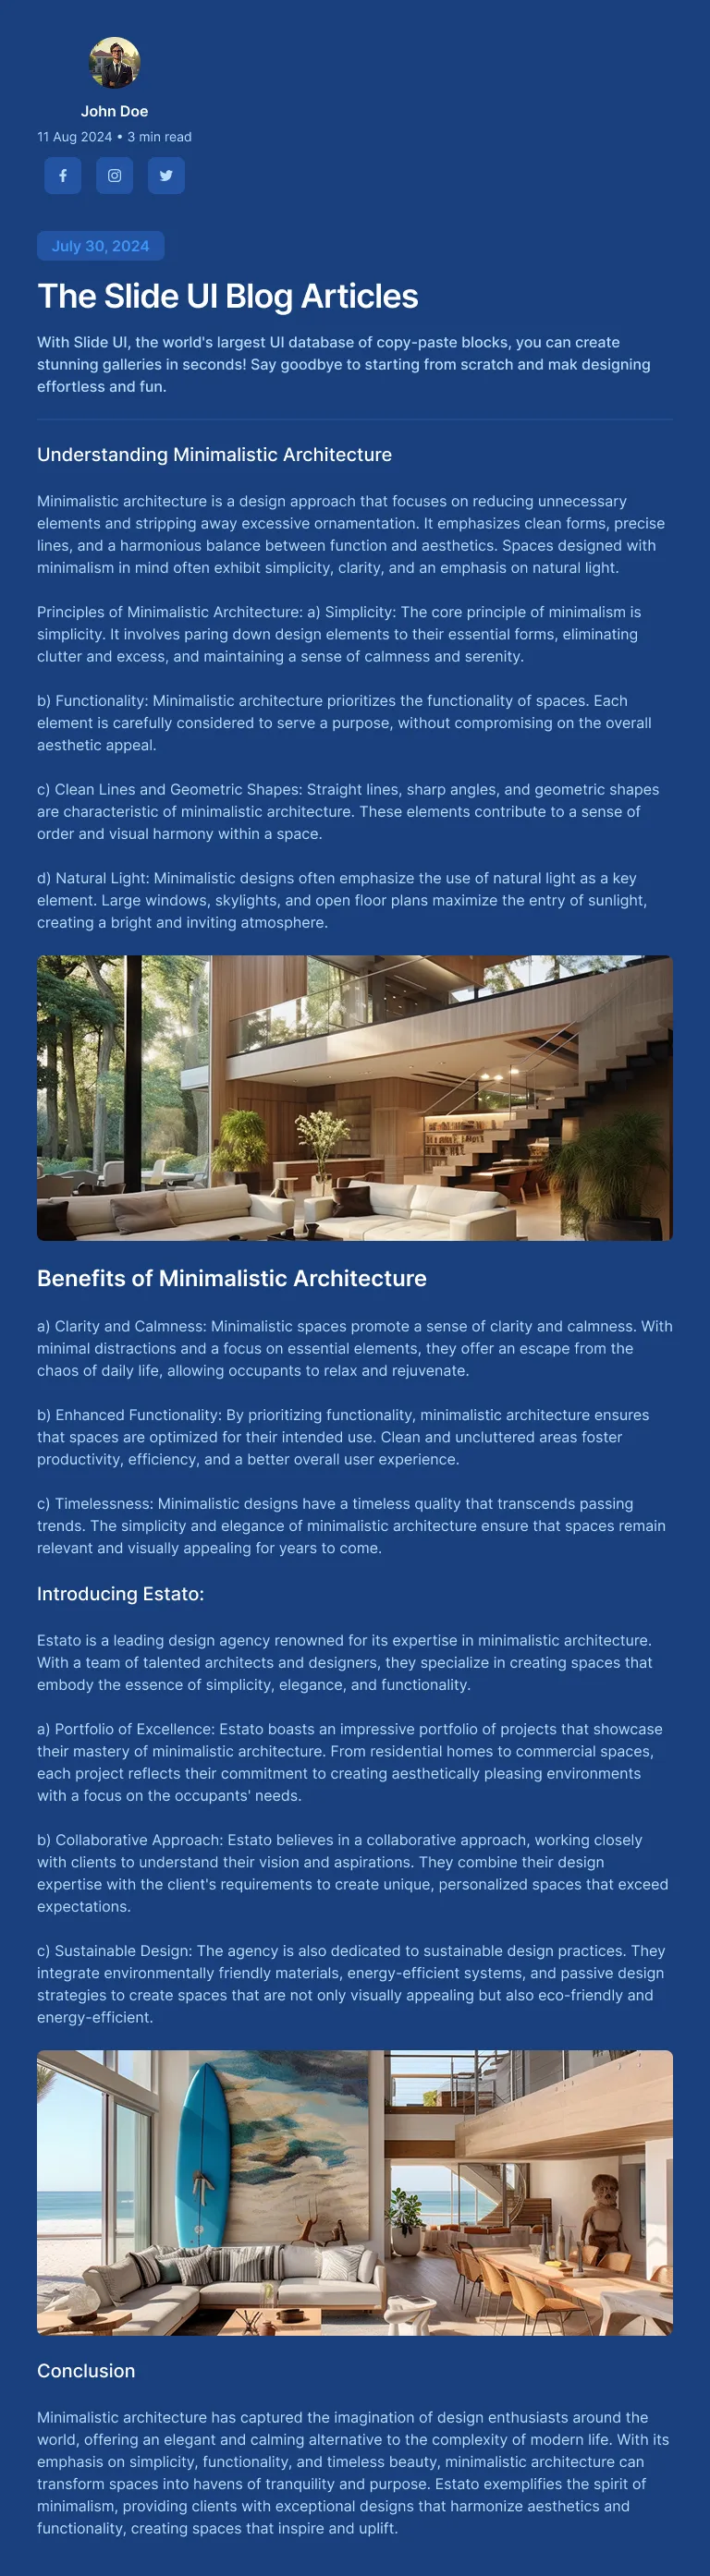 John Doe
11 Aug 2024 • 3 min read
July 30, 2024
The Slide UI Blog Articles
With Slide UI, the world's largest UI database of copy-paste blocks, you can create
stunning galleries in seconds! Say goodbye to starting from scratch and mak designing
effortless and fun.
Understanding Minimalistic Architecture
Minimalistic architecture is a design approach that focuses on reducing unnecessary
elements and stripping away excessive ornamentation. It emphasizes clean forms, precise
lines, and a harmonious balance between function and aesthetics. Spaces designed with
minimalism in mind often exhibit simplicity, clarity, and an emphasis on natural light.
Principles of Minimalistic Architecture: a) Simplicity: The core principle of minimalism is
simplicity. It involves paring down design elements to their essential forms, eliminating
clutter and excess, and maintaining a sense of calmness and serenity.
b) Functionality: Minimalistic architecture prioritizes the functionality of spaces. Each
element is carefully considered to serve a purpose, without compromising on the overall
aesthetic appeal.
c) Clean Lines and Geometric Shapes: Straight lines, sharp angles, and geometric shapes
are characteristic of minimalistic architecture. These elements contribute to a sense of
order and visual harmony within a space.
d) Natural Light: Minimalistic designs often emphasize the use of natural light as a key
element. Large windows, skylights, and open floor plans maximize the entry of sunlight,
creating a bright and inviting atmosphere.
Benefits of Minimalistic Architecture
a) Clarity and Calmness: Minimalistic spaces promote a sense of clarity and calmness. With
minimal distractions and a focus on essential elements, they offer an escape from the
chaos of daily life, allowing occupants to relax and rejuvenate.
b) Enhanced Functionality: By prioritizing functionality, minimalistic architecture ensures
that spaces are optimized for their intended use. Clean and uncluttered areas foster
productivity, efficiency, and a better overall user experience.
c) Timelessness: Minimalistic designs have a timeless quality that transcends passing
trends. The simplicity and elegance of minimalistic architecture ensure that spaces remain
relevant and visually appealing for years to come.
Introducing Estato:
Estato is a leading design agency renowned for its expertise in minimalistic architecture.
With a team of talented architects and designers, they specialize in creating spaces that
embody the essence of simplicity, elegance, and functionality.
a) Portfolio of Excellence: Estato boasts an impressive portfolio of projects that showcase
their mastery of minimalistic architecture. From residential homes to commercial spaces,
each project reflects their commitment to creating aesthetically pleasing environments
with a focus on the occupants' needs.
b) Collaborative Approach: Estato believes in a collaborative approach, working closely
with clients to understand their vision and aspirations. They combine their design
expertise with the client's requirements to create unique, personalized spaces that exceed
expectations.
c) Sustainable Design: The agency is also dedicated to sustainable design practices. They
integrate environmentally friendly materials, energy-efficient systems, and passive design
strategies to create spaces that are not only visually appealing but also eco-friendly and
energy-efficient.
Conclusion
Minimalistic architecture has captured the imagination of design enthusiasts around the
world, offering an elegant and calming alternative to the complexity of modern life. With its
emphasis on simplicity, functionality, and timeless beauty, minimalistic architecture can
transform spaces into havens of tranquility and purpose. Estato exemplifies the spirit of
minimalism, providing clients with exceptional designs that harmonize aesthetics and
functionality, creating spaces that inspire and uplift.